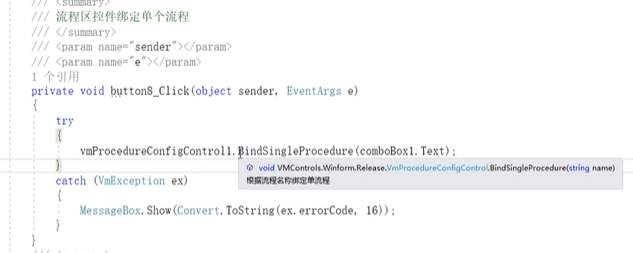 /// <summary>
/// 流程区控件绑定单个流程
/// </summary>
/// <param name="sender"></param>
/// <param name="e"></param>
1 个引用
private void button8_Click(object sender, EventArgs e)
{
try
{
vmProcedureConfigControl1.BindSingleProcedure(comboBox1.Text);
}
void VMControls.Winform.Release.VmProcedureConfigControl.BindSingleProcedure(string name)
根据流程名称绑定单流程
catch (VmException ex)
{
MessageBox.Show(Convert.ToString(ex.errorCode, 16));
}
}